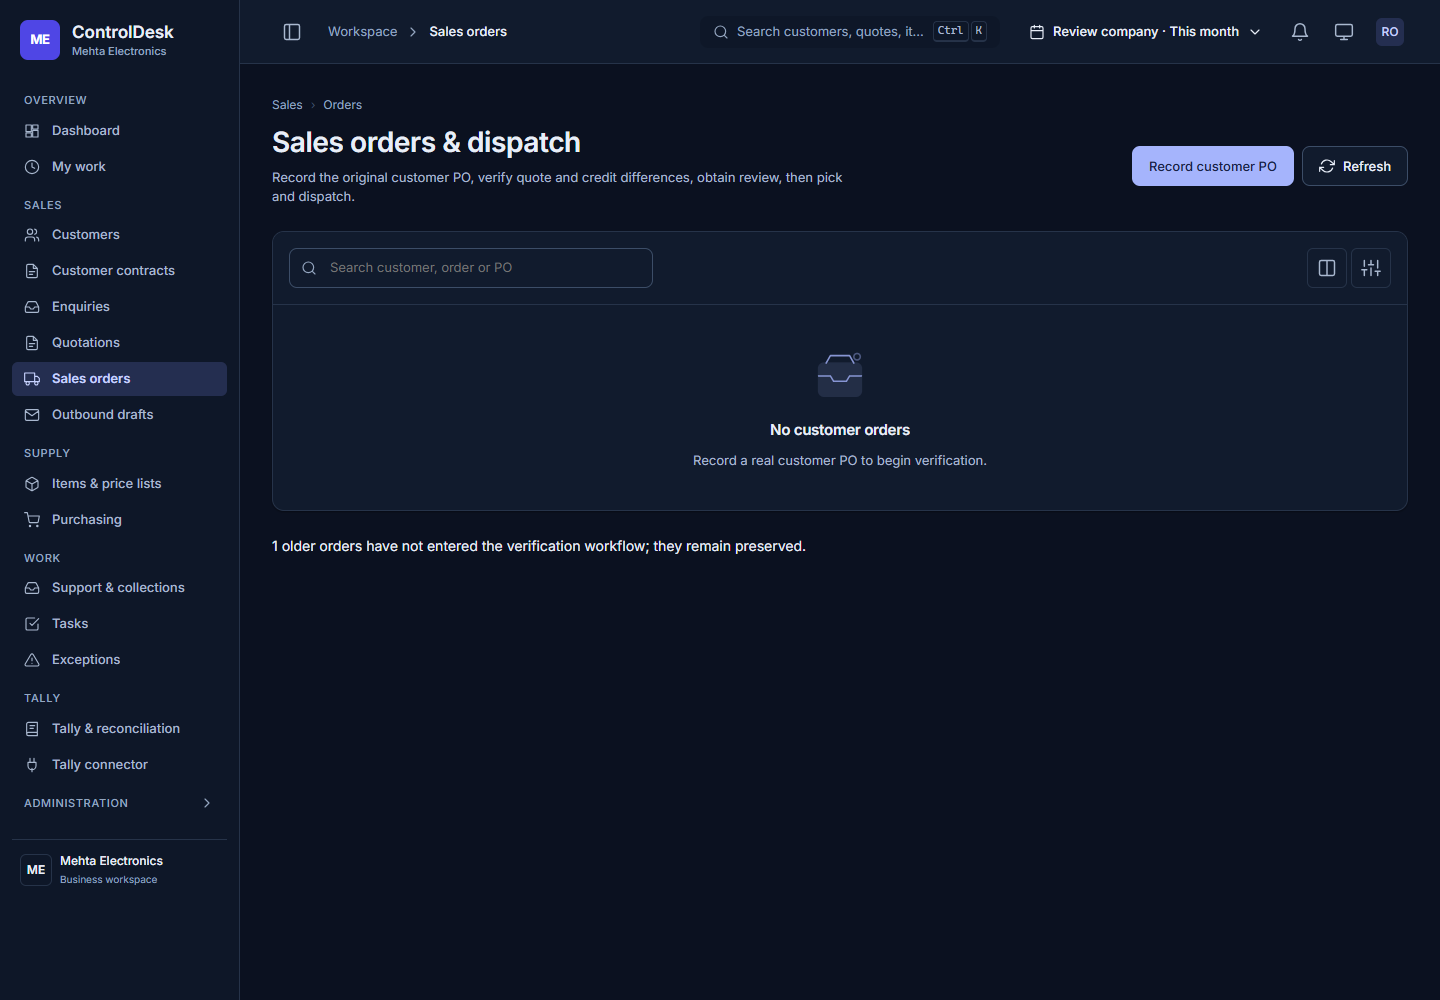 ME
ControlDesk
Mehta Electronics
OVERVIEW
Dashboard
My work
SALES
Customers
Customer contracts
Enquiries
Quotations
Sales orders
Outbound drafts
SUPPLY
Items & price lists
Purchasing
WORK
Support & collections
Tasks
Exceptions
TALLY
Tally & reconciliation
Tally connector
ADMINISTRATION
ME
Mehta Electronics
Business workspace
Workspace > Sales orders
Search customers, quotes, it... Ctrl K
Review company · This month
RO
Sales › Orders
Sales orders & dispatch
Record the original customer PO, verify quote and credit differences, obtain review, then pick
and dispatch.
Record customer PO
Refresh
Search customer, order or PO
No customer orders
Record a real customer PO to begin verification.
1 older orders have not entered the verification workflow; they remain preserved.